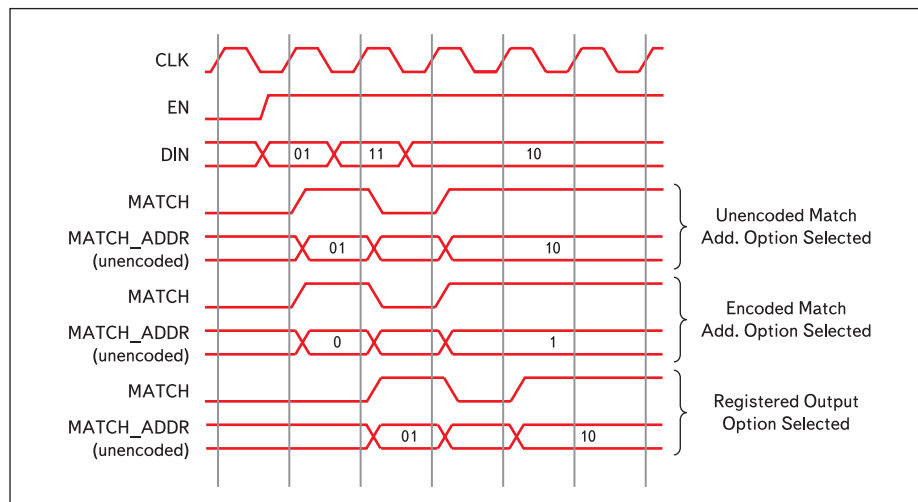 CLK
EN
DIN
01
11
10
MATCH
MATCH_ADDR
(unencoded)
01
10
Unencoded Match
Add. Option Selected
MATCH
MATCH_ADDR
(unencoded)
0
1
Encoded Match
Add. Option Selected
MATCH
MATCH_ADDR
(unencoded)
01
10
Registered Output
Option Selected